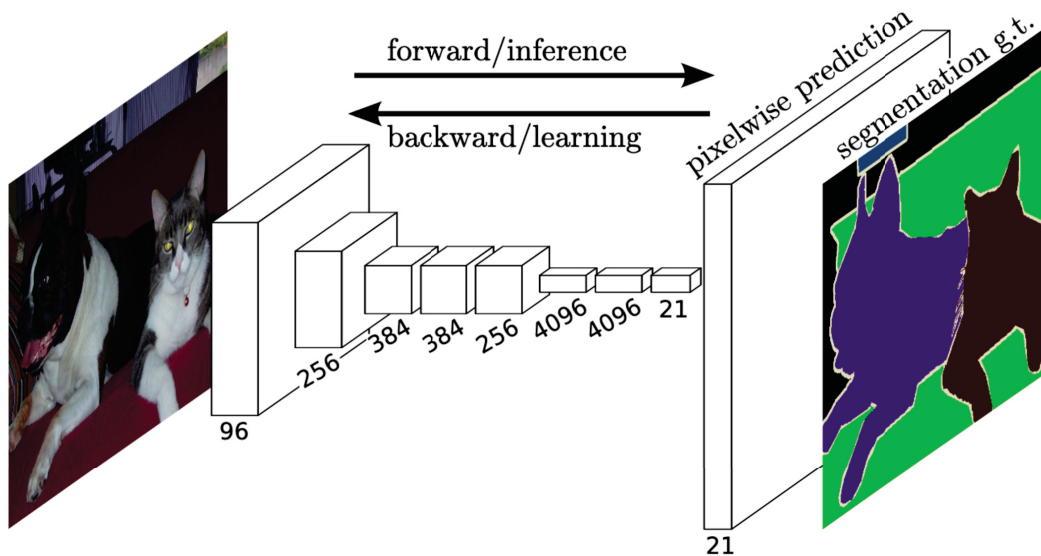 forward/inference
backward/learning
pixelwise prediction
segmentation g.t.
96
256
384
384
256
4096
4096
21
21